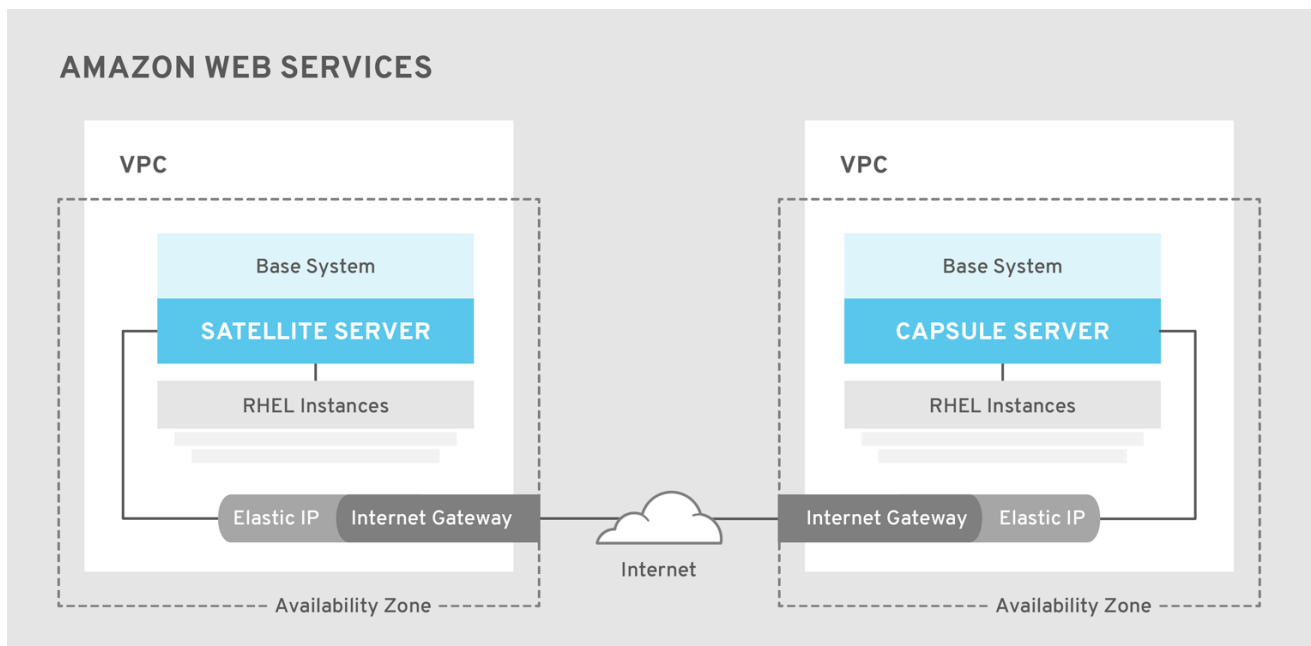 AMAZON WEB SERVICES
VPC
Base System
SATELLITE SERVER
RHEL Instances
Elastic IP
Internet Gateway
Availability Zone
Internet
VPC
Base System
CAPSULE SERVER
RHEL Instances
Internet Gateway
Elastic IP
Availability Zone